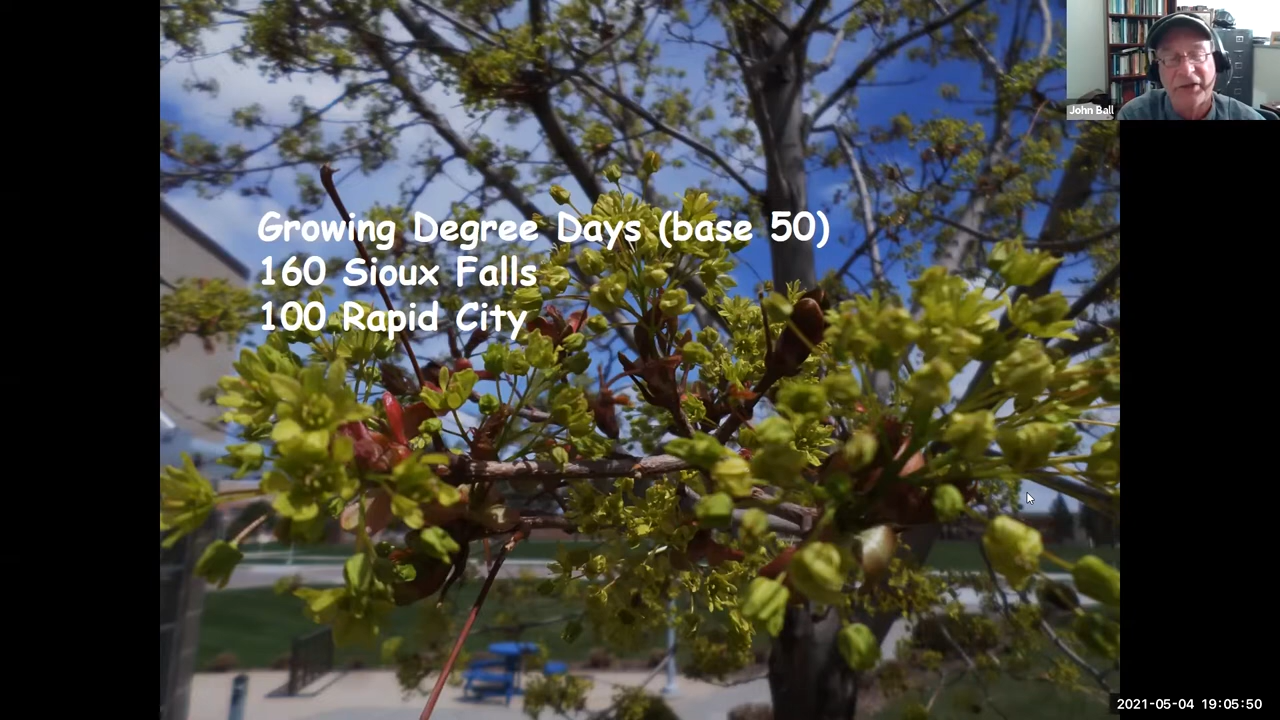 Growing Degree Days (base 50)
160 Sioux Falls
100 Rapid City
John Ball
2021-05-04 19:05:50